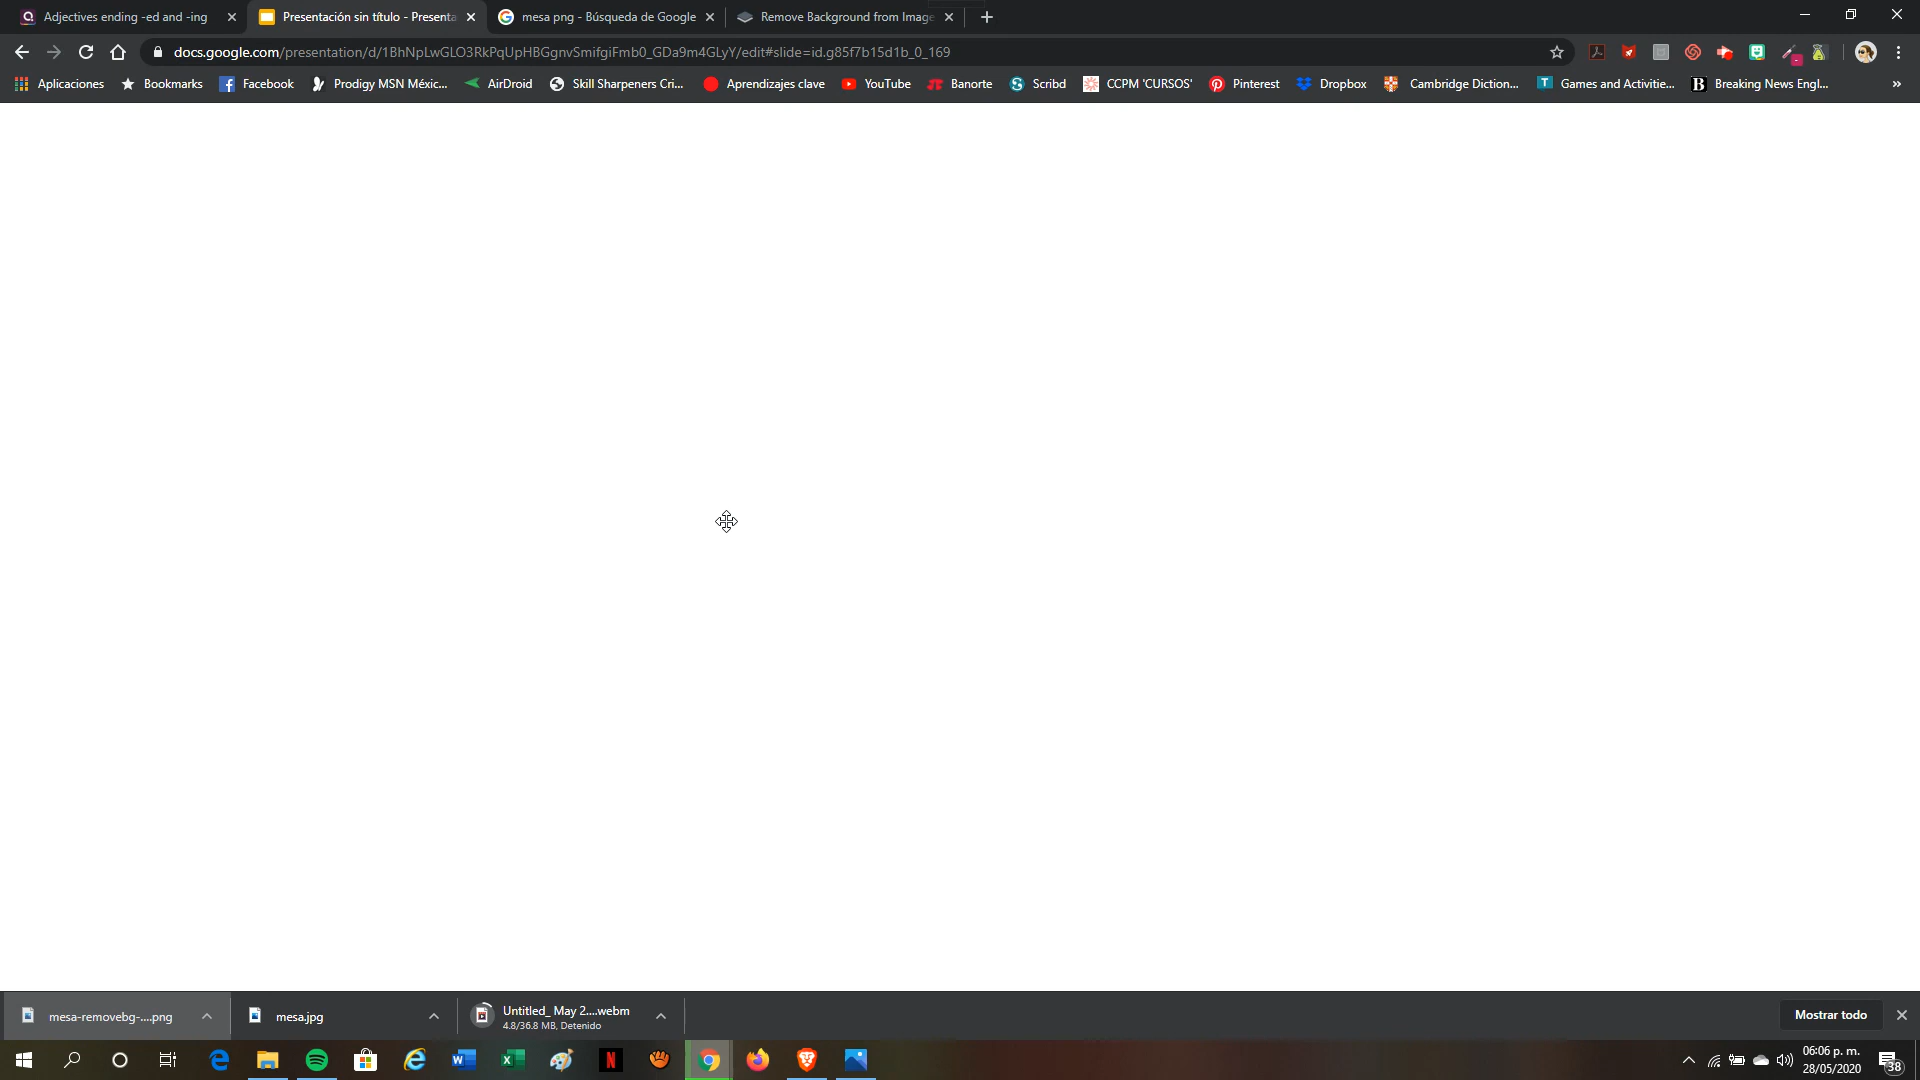 Adjectives ending -ed and -ing
Presentación sin título - Presenta
mesa png - Búsqueda de Google
Remove Background from Image
docs.google.com/presentation/d/1BhNpLwGLO3RkPqUpHBGgnvSmifgiFmb0_GDa9m4GLyY/edit#slide=id.g85f7b15d1b_0_169
Aplicaciones Bookmarks Facebook Prodigy MSN Méxic... AirDroid Skill Sharpeners Cri... Aprendizajes clave YouTube Banorte Scribd CCPM 'CURSOS' Pinterest Dropbox Cambridge Diction... Games and Activitie... Breaking News Engl... »
mesa-removebg-....png
mesa.jpg
Untitled_ May 2....webm
4.8/36.8 MB, Detenido
Mostrar todo
06:06 p. m.
28/05/2020
38